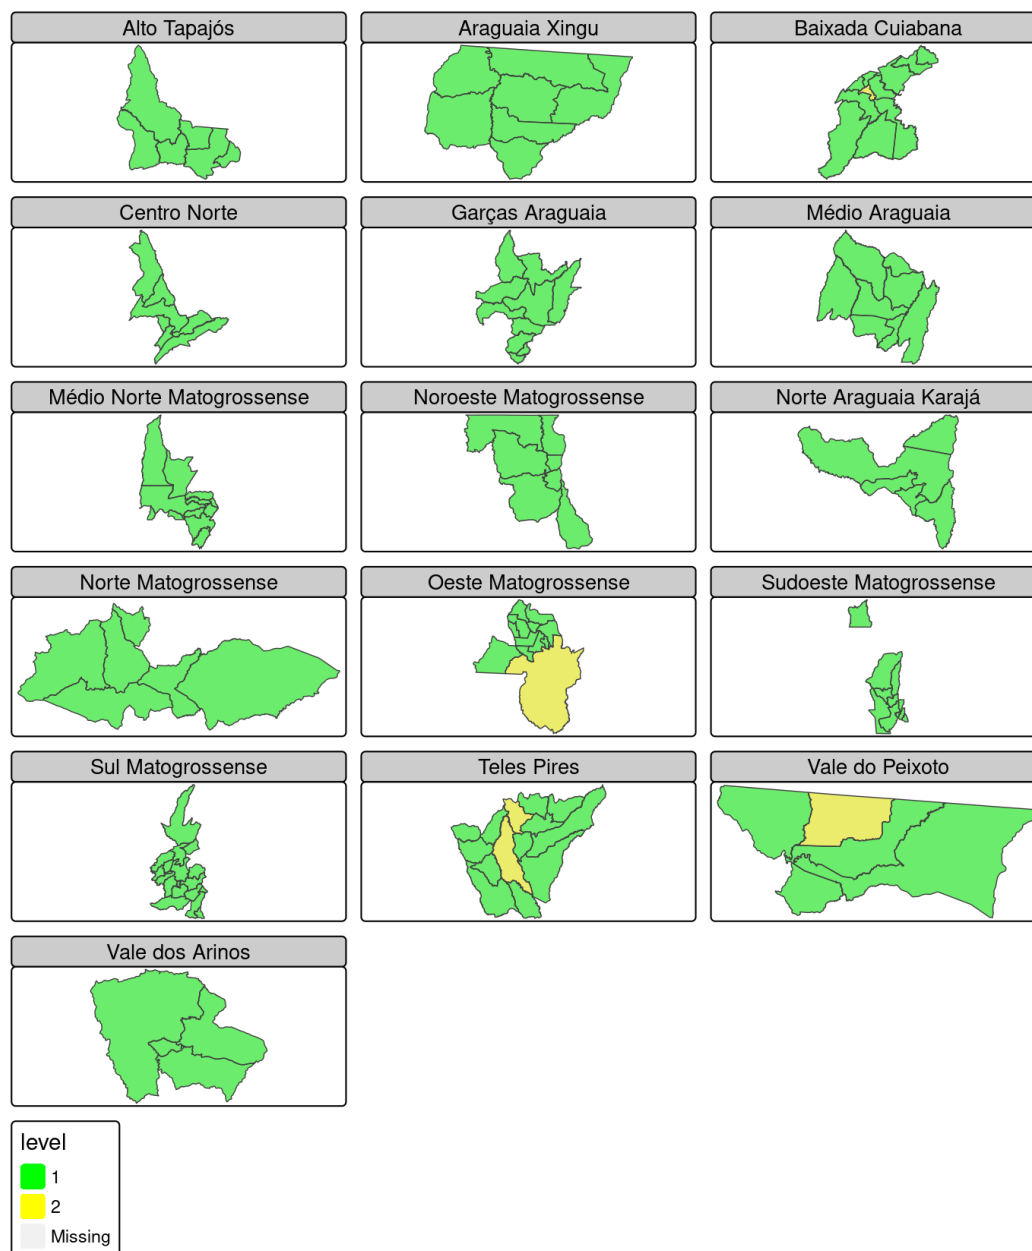 Alto Tapajós
Araguaia Xingu
Baixada Cuiabana
Centro Norte
Garças Araguaia
Médio Araguaia
Médio Norte Matogrossense
Noroeste Matogrossense
Norte Araguaia Karajá
Norte Matogrossense
Oeste Matogrossense
Sudoeste Matogrossense
Sul Matogrossense
Teles Pires
Vale do Peixoto
Vale dos Arinos
level
1
2
Missing